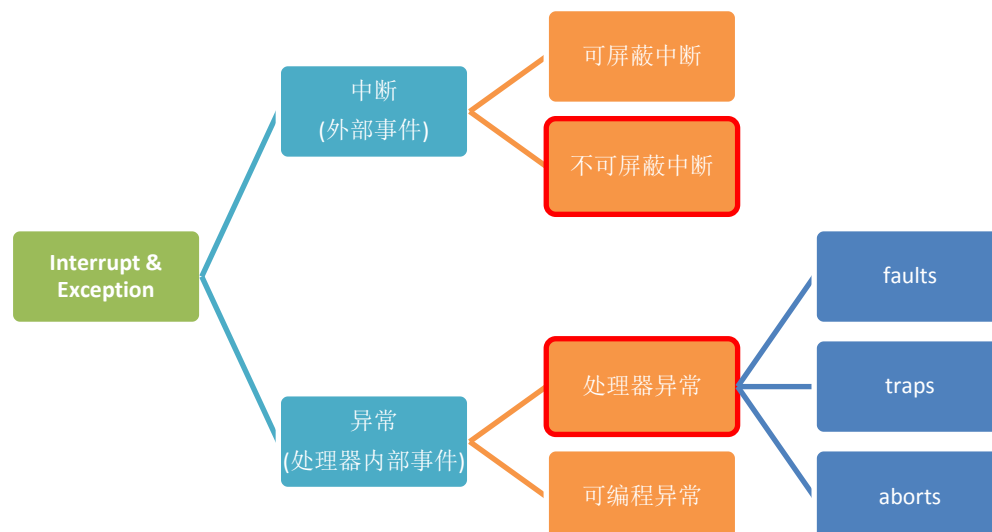 Interrupt &
Exception
中断
(外部事件)
可屏蔽中断
不可屏蔽中断
异常
(处理器内部事件)
处理器异常
可编程异常
faults
traps
aborts